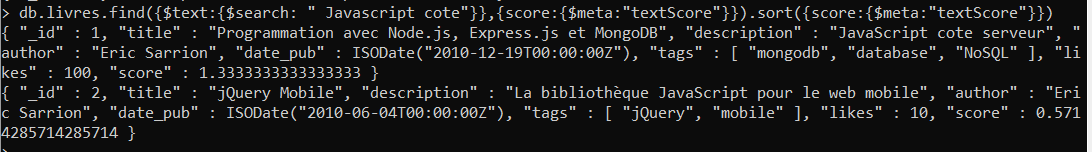 > db.livres.find({$text:{$search: " Javascript cote"}},{score:{$meta:"textScore"}}).sort({score:{$meta:"textScore"}})
{ "_id" : 1, "title" : "Programmation avec Node.js, Express.js et MongoDB", "description" : "JavaScript cote serveur", "
author" : "Eric Sarrion", "date_pub" : ISODate("2010-12-19T00:00:00Z"), "tags" : [ "mongodb", "database", "NoSQL" ], "li
kes" : 100, "score" : 1.3333333333333333 }
{ "_id" : 2, "title" : "jQuery Mobile", "description" : "La bibliothèque JavaScript pour le web mobile", "author" : "Eri
c Sarrion", "date_pub" : ISODate("2010-06-04T00:00:00Z"), "tags" : [ "jQuery", "mobile" ], "likes" : 10, "score" : 0.571
4285714285714 }